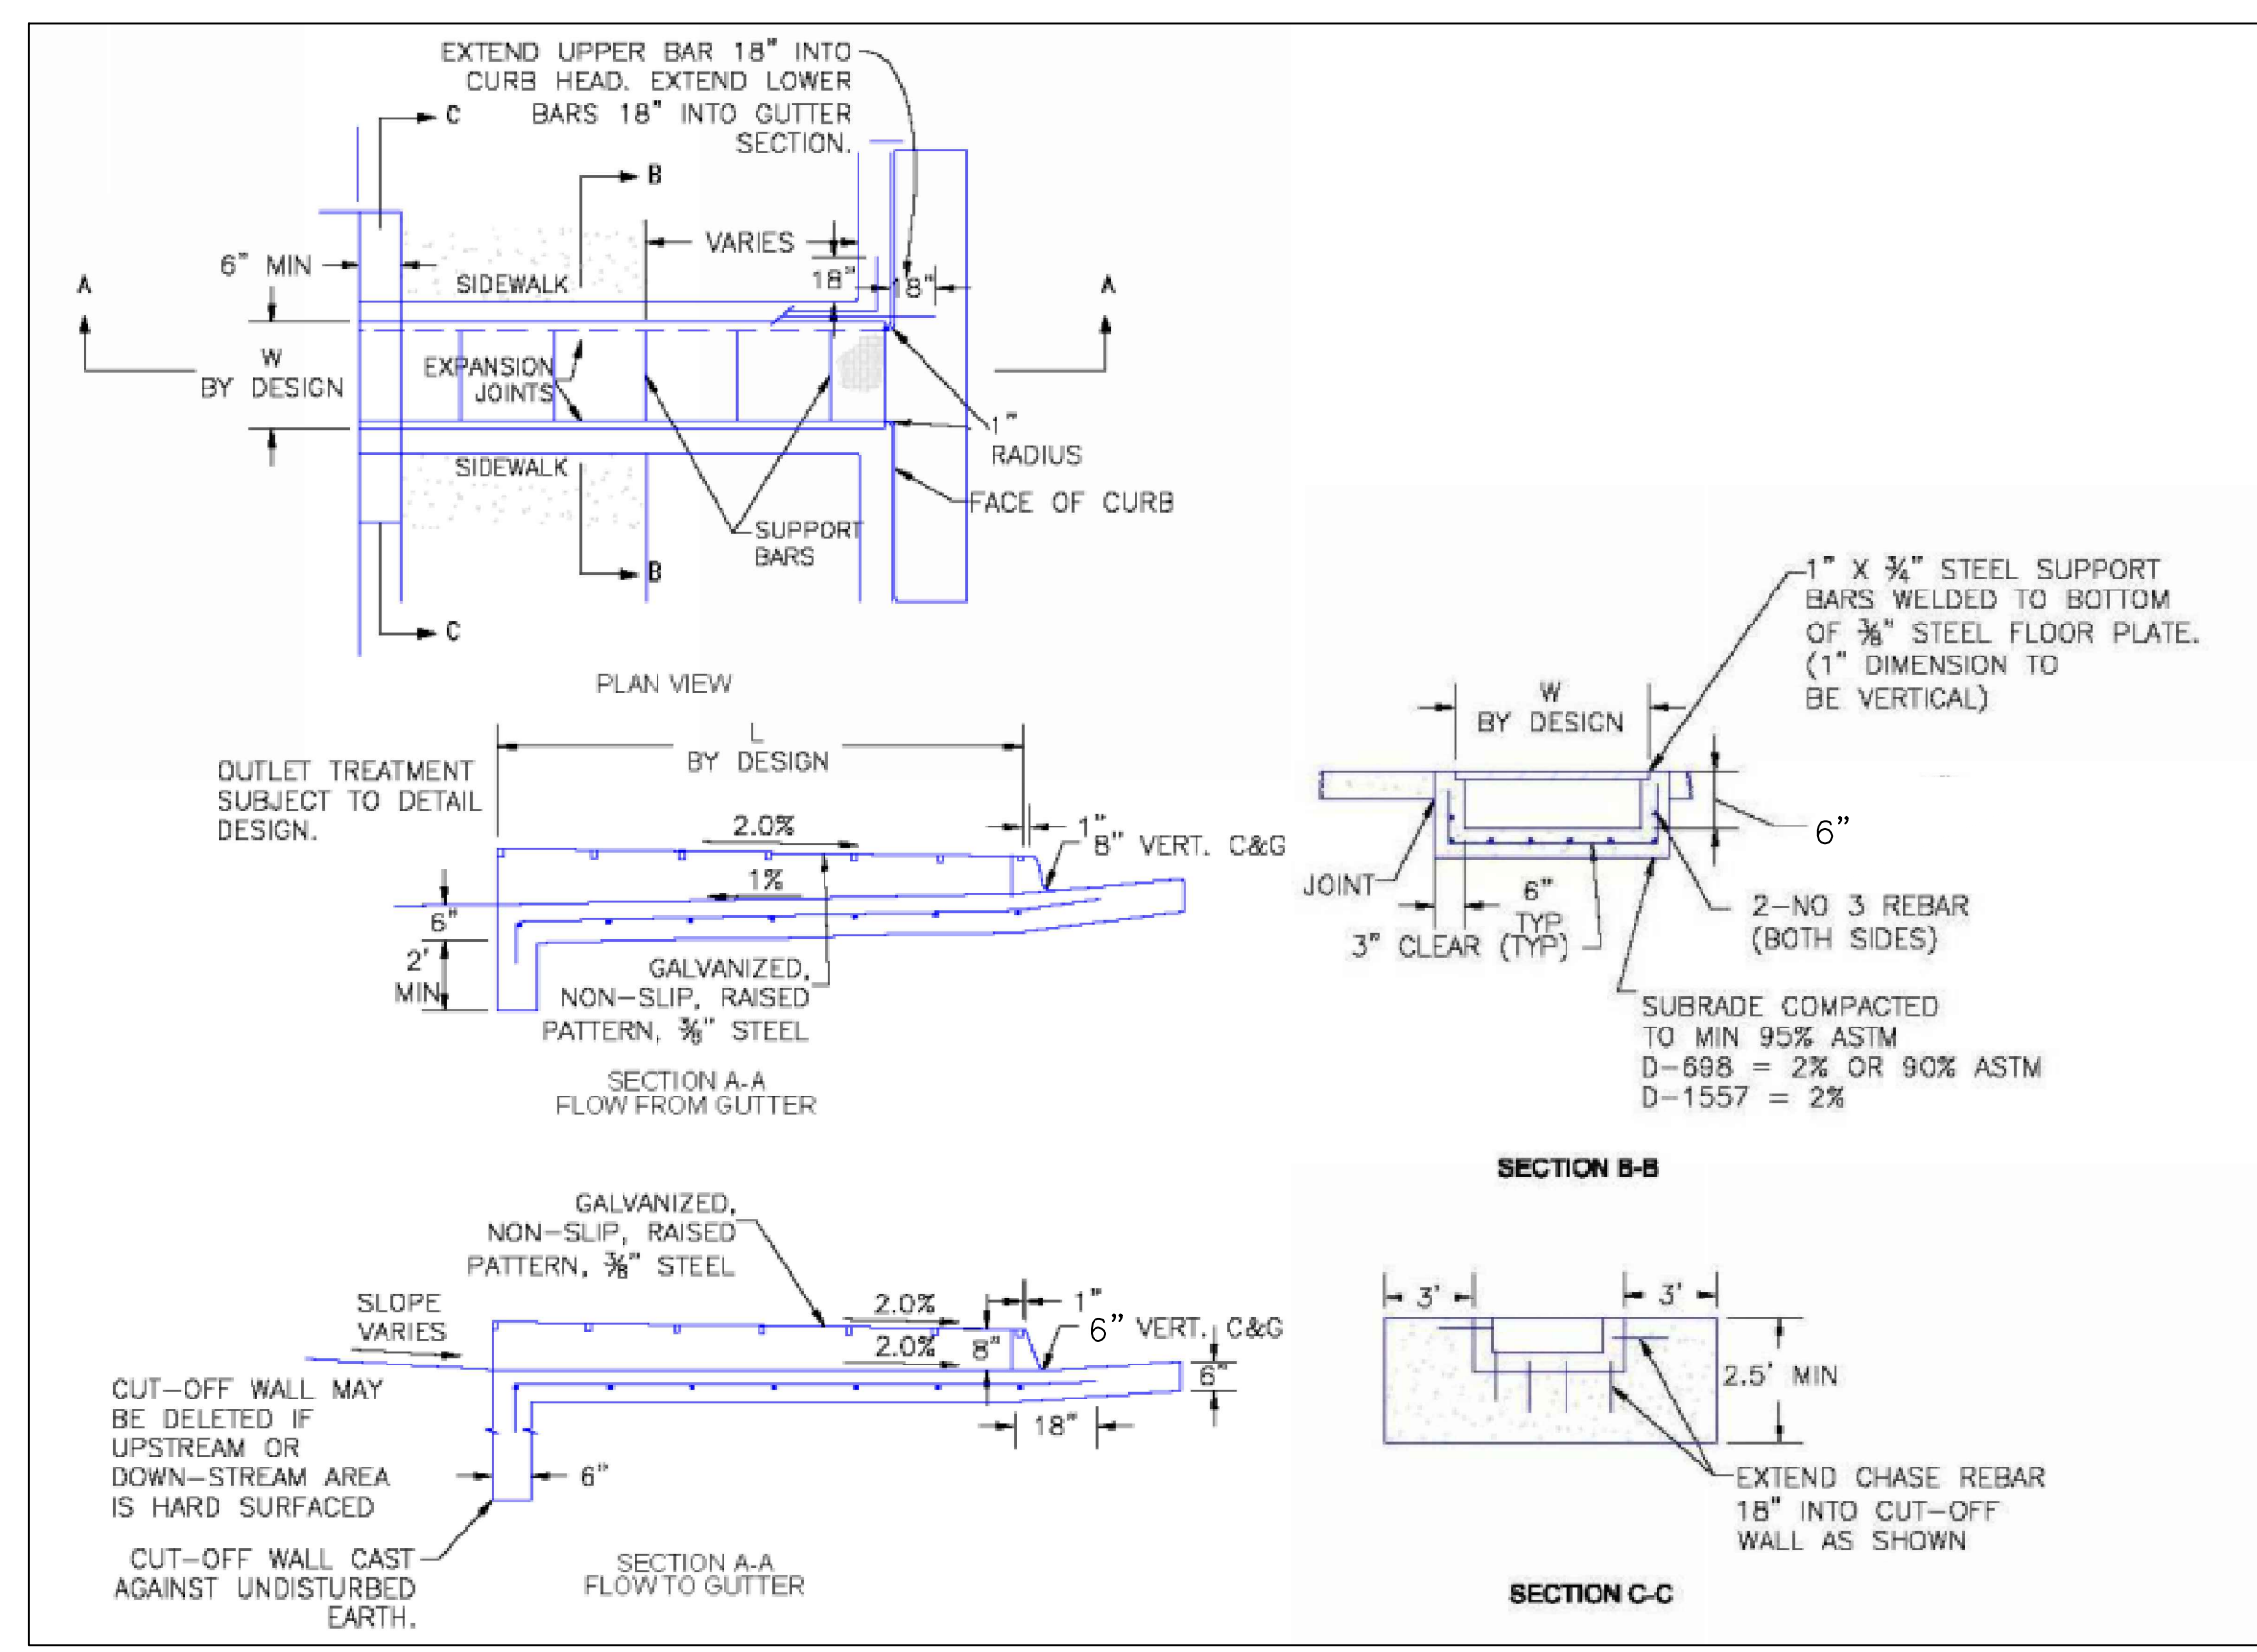 EXTEND UPPER BAR 18" INTO
CURB HEAD. EXTEND LOWER
BARS 18" INTO GUTTER
SECTION.
C
B
VARIES
6" MIN
18"
18"
SIDEWALK
A
A
W
BY DESIGN
EXPANSION
JOINTS
1"
RADIUS
SIDEWALK
FACE OF CURB
SUPPORT
BARS
B
C
PLAN VIEW
L
BY DESIGN
OUTLET TREATMENT
SUBJECT TO DETAIL
DESIGN.
2.0%
1"
8" VERT. C&G
1%
6"
2'
MIN
GALVANIZED,
NON-SLIP, RAISED
PATTERN, ⅜" STEEL
SECTION A-A
FLOW FROM GUTTER
GALVANIZED,
NON-SLIP, RAISED
PATTERN, ⅜" STEEL
SLOPE
VARIES
2.0%
1"
6" VERT. C&G
2.0%
8"
6"
18"
CUT-OFF WALL MAY
BE DELETED IF
UPSTREAM OR
DOWN-STREAM AREA
IS HARD SURFACED
6"
CUT-OFF WALL CAST
AGAINST UNDISTURBED
EARTH.
SECTION A-A
FLOW TO GUTTER
1" X ¾" STEEL SUPPORT
BARS WELDED TO BOTTOM
OF ⅜" STEEL FLOOR PLATE.
(1" DIMENSION TO
BE VERTICAL)
W
BY DESIGN
6"
JOINT
6"
TYP
3" CLEAR (TYP)
2-NO 3 REBAR
(BOTH SIDES)
SUBRADE COMPACTED
TO MIN 95% ASTM
D-698 = 2% OR 90% ASTM
D-1557 = 2%
SECTION B-B
3'
3'
2.5' MIN
EXTEND CHASE REBAR
18" INTO CUT-OFF
WALL AS SHOWN
SECTION C-C